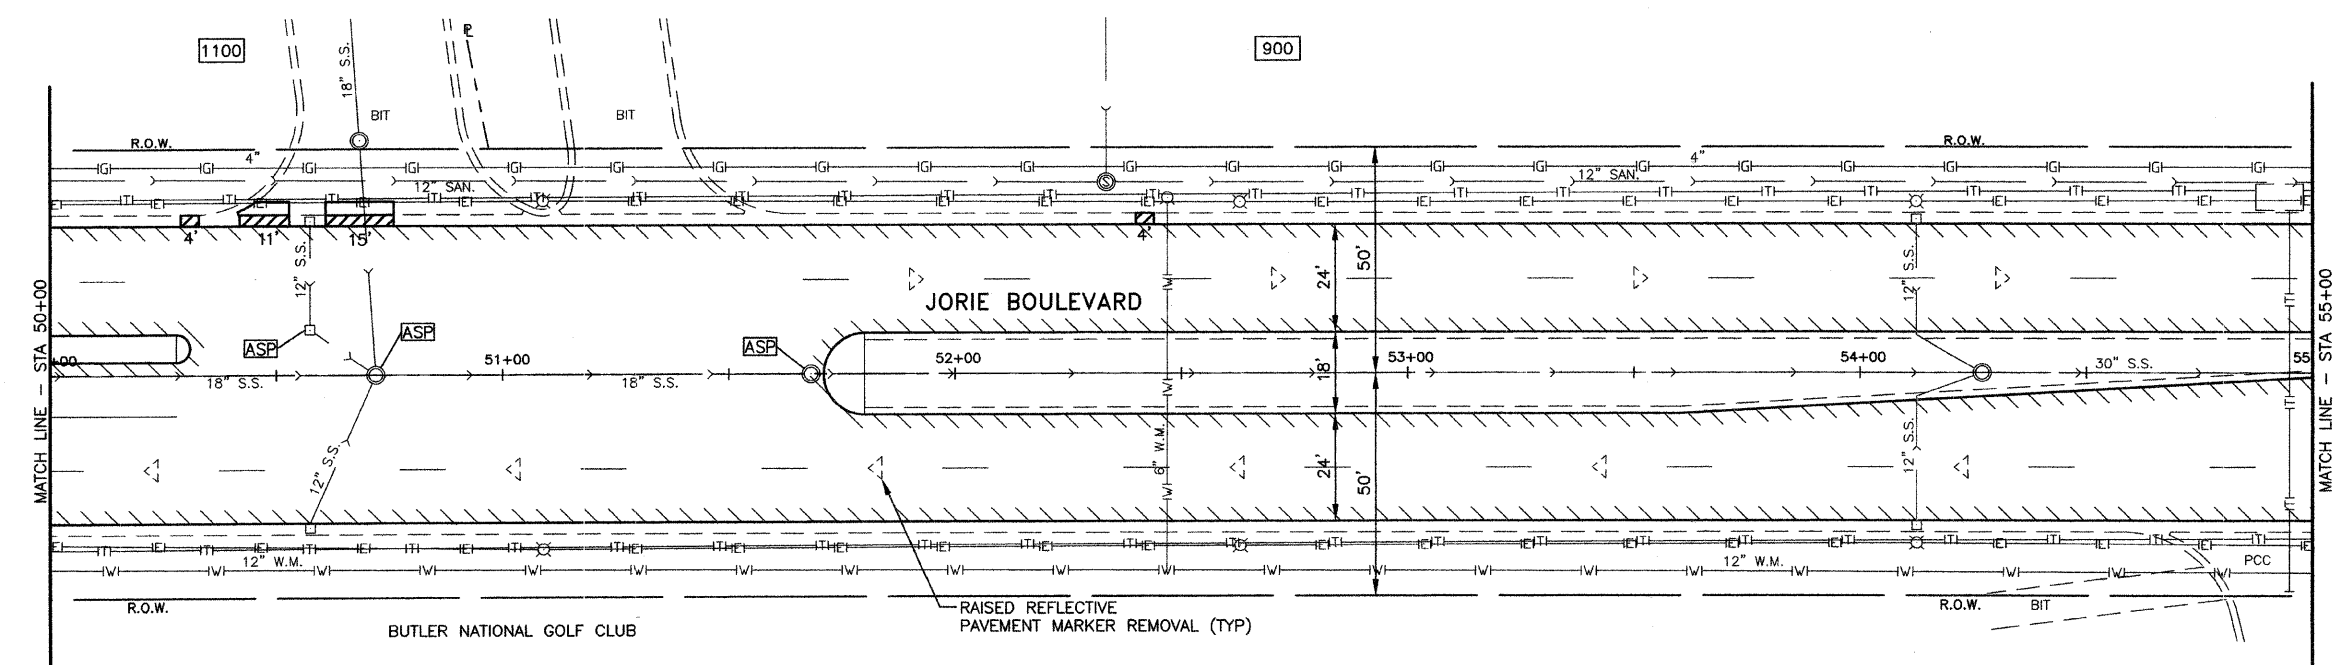 1100
900
18" S.S.
PL
BIT
BIT
R.O.W.
R.O.W.
4"
4"
12" SAN.
12" SAN.
4'
11'
15'
4'
12" S.S.
12" S.S.
24'
50'
JORIE BOULEVARD
ASP
ASP
ASP
+00
51+00
52+00
53+00
54+00
55
18" S.S.
18" S.S.
30" S.S.
18'
MATCH LINE - STA 50+00
MATCH LINE - STA 55+00
12" S.S.
6" W.M.
24'
50'
12" S.S.
12" W.M.
12" W.M.
PCC
R.O.W.
R.O.W.
BIT
RAISED REFLECTIVE
PAVEMENT MARKER REMOVAL (TYP)
BUTLER NATIONAL GOLF CLUB